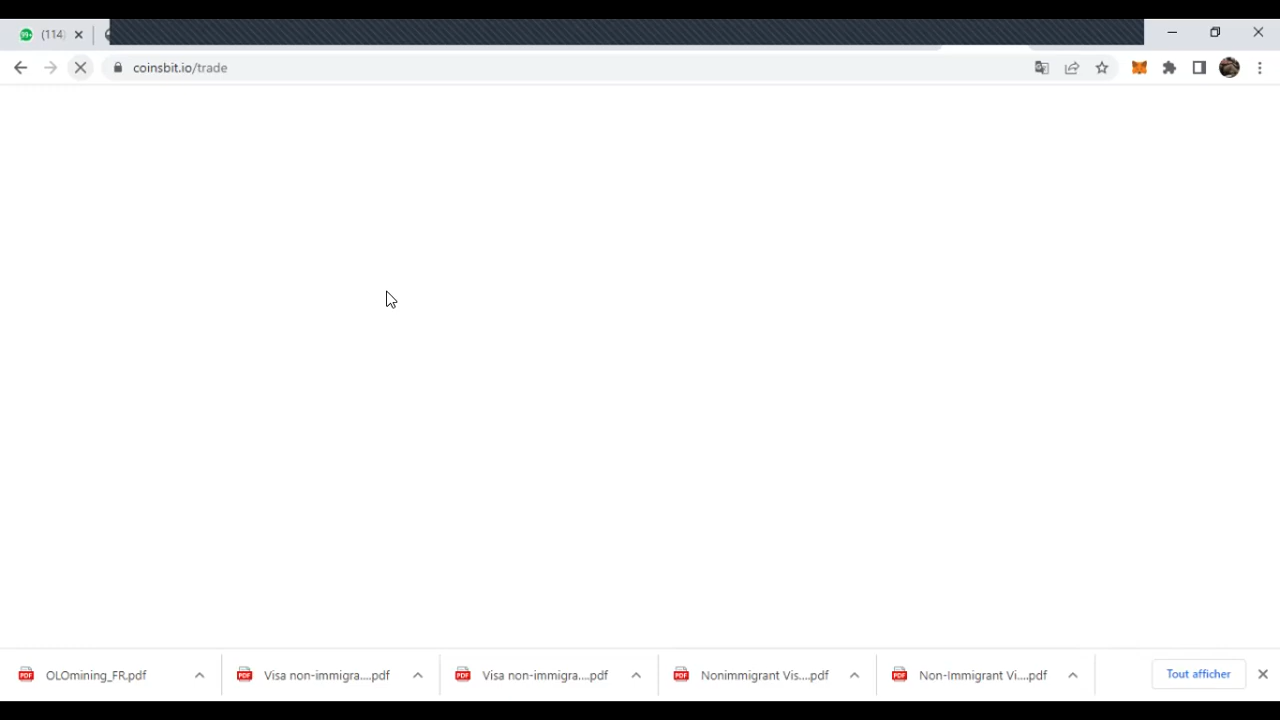 99+ (114)
coinsbit.io/trade
OLOmining_FR.pdf Visa non-immigra....pdf Visa non-immigra....pdf Nonimmigrant Vis....pdf Non-Immigrant Vi....pdf Tout afficher